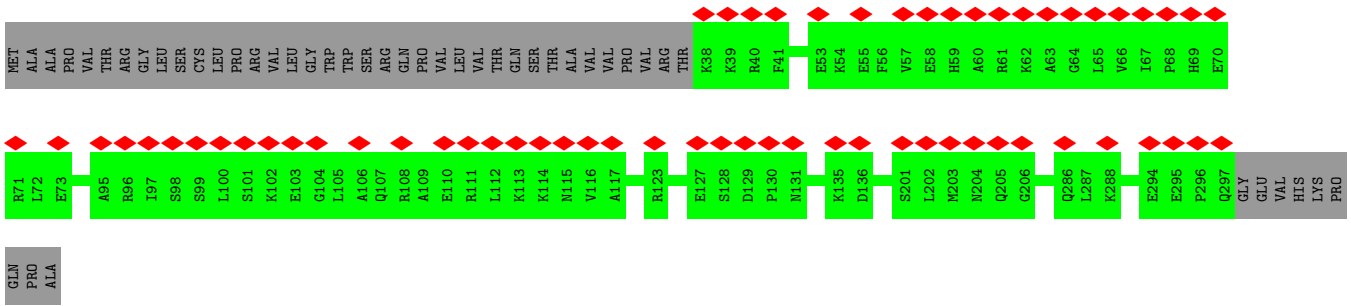 MET ALA ALA PRO VAL THR ARG GLY LEU SER CYS LEU PRO ARG VAL LEU GLY TRP TRP SER ARG GLN PRO VAL LEU VAL THR GLN SER THR ALA VAL VAL PRO VAL ARG THR K38 K39 R40 F41 E53 K54 E55 F56 V57 E58 H59 A60 R61 K62 A63 G64 L65 V66 I67 P68 H69 E70
R71 L72 E73 A95 R96 I97 S98 S99 L100 S101 K102 E103 G104 L105 A106 Q107 R108 A109 E110 R111 L112 K113 K114 N115 V116 A117 R123 E127 S128 D129 P130 N131 K135 D136 S201 L202 M203 N204 Q205 G206 Q286 L287 K288 E294 E295 P296 Q297 GLY GLU VAL HIS LYS PRO
GLN PRO ALA